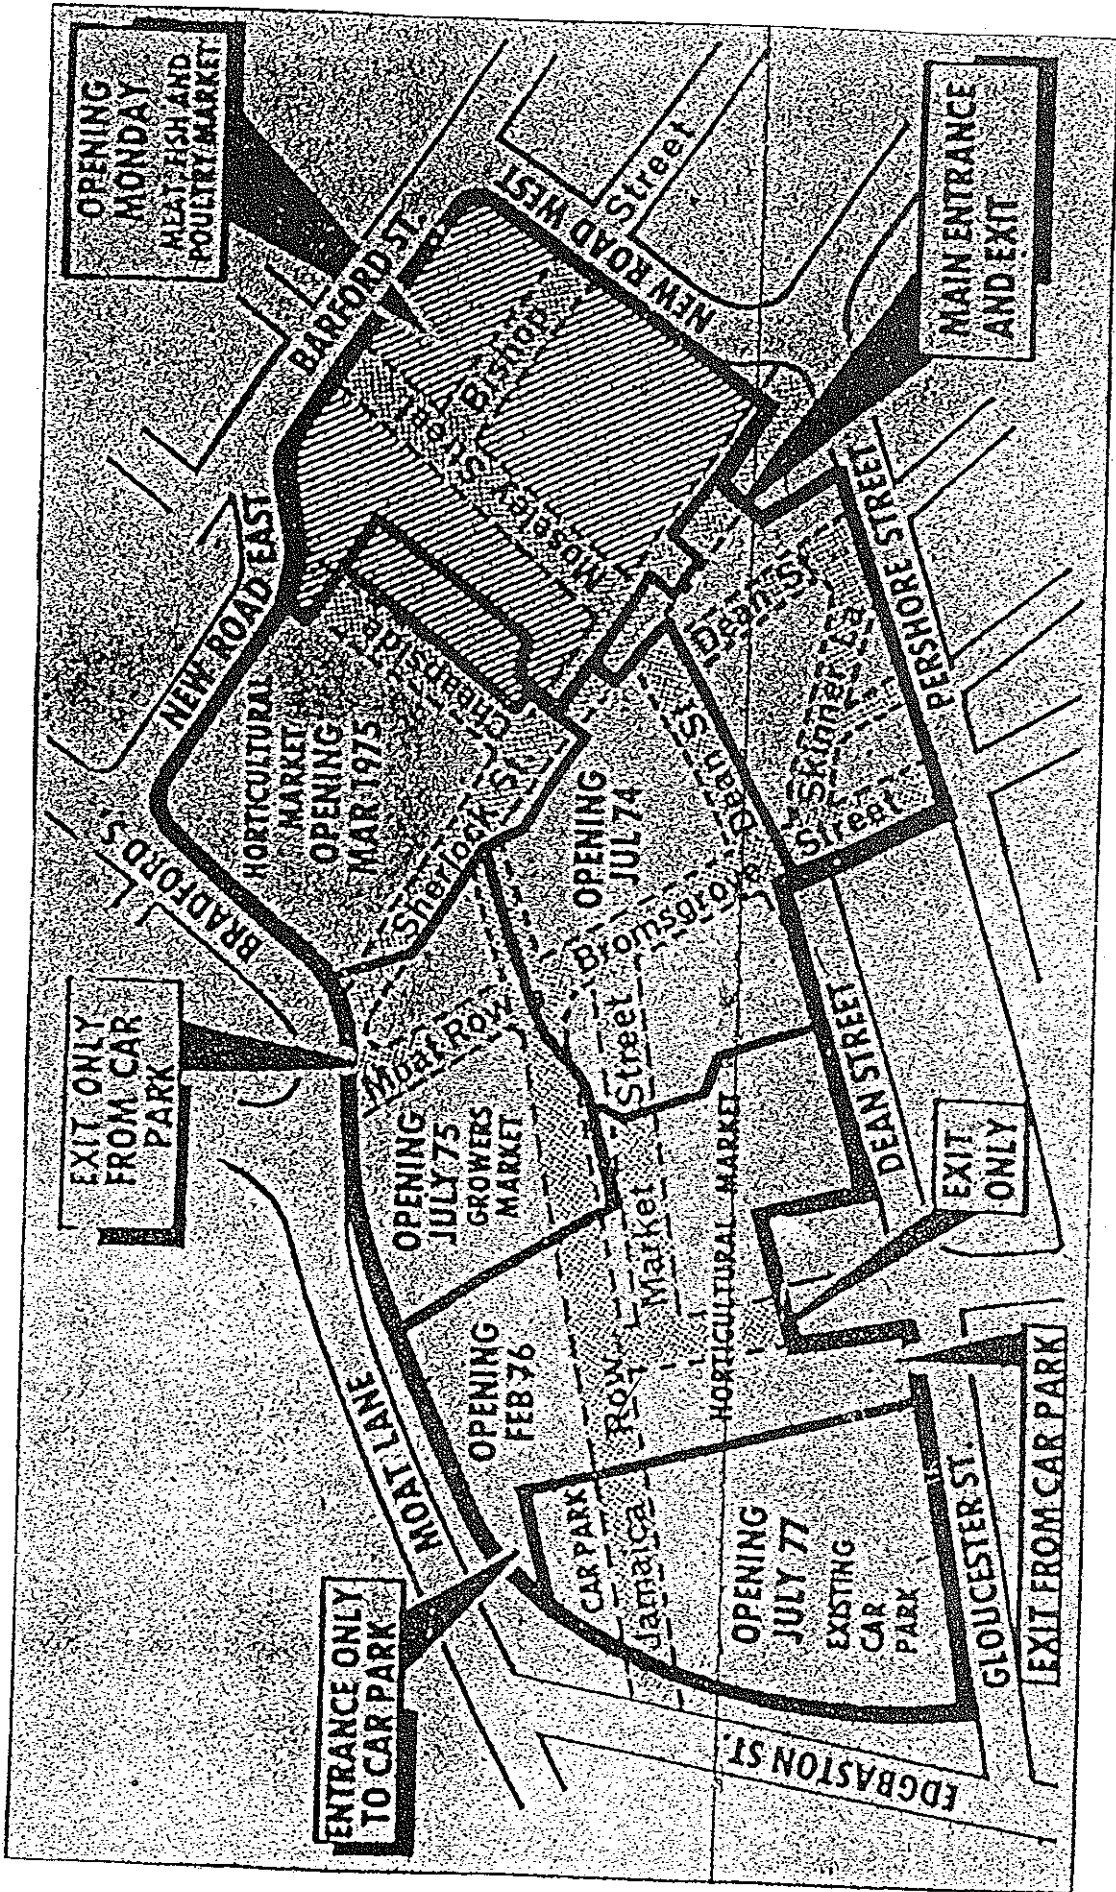 ENTRANCE ONLY
TO CAR PARK
EXIT ONLY
FROM CAR
PARK
OPENING
MONDAY
MEAT, FISH AND
POULTRY MARKET
MOAT LANE
BRADFORD S
NEW ROAD EAST
BARFORD ST.
HORTICULTURAL
MARKET
OPENING
MAR 1975
OPENING
JULY 75
GROWERS
MARKET
Moat Row
Sherlock St
Cheapside
Moseley Street
Bishop
Street
NEW ROAD WEST
OPENING
FEB 76
OPENING
JUL 74
CAR PARK
Jamaica Row
Market Street
Bromsgrove
Street
Dean St
Dean St
Skinner La
HORTICULTURAL MARKET
OPENING
JULY 77
EXISTING
CAR
PARK
EDGBASTON ST.
GLOUCESTER ST.
DEAN STREET
PERSHORE STREET
EXIT FROM CAR PARK
EXIT
ONLY
MAIN ENTRANCE
AND EXIT